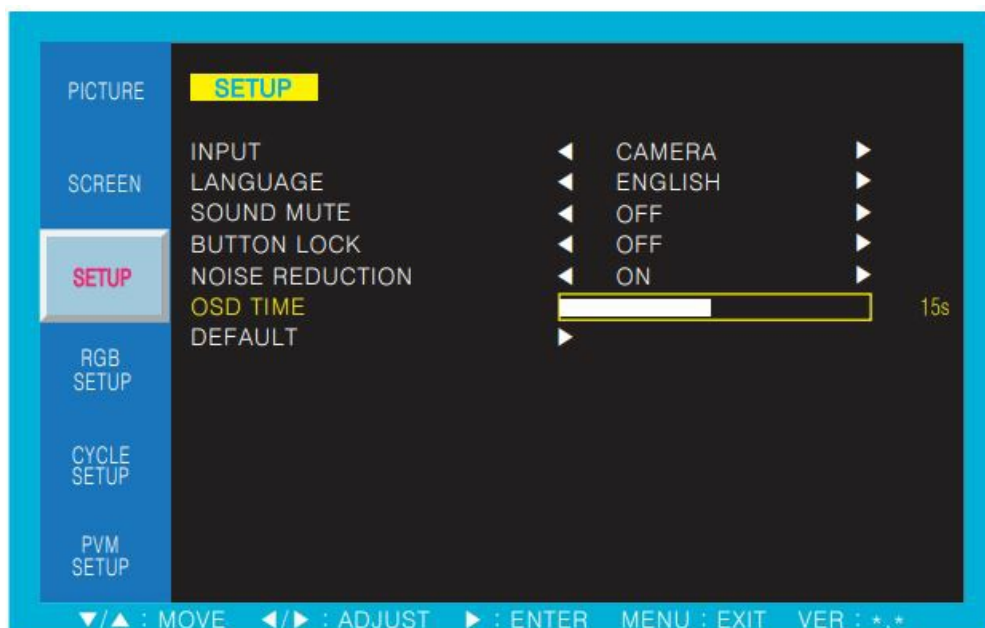 PICTURE
SCREEN
SETUP
RGB
SETUP
CYCLE
SETUP
PVM
SETUP
SETUP
INPUT ◀ CAMERA ▶
LANGUAGE ◀ ENGLISH ▶
SOUND MUTE ◀ OFF ▶
BUTTON LOCK ◀ OFF ▶
NOISE REDUCTION ◀ ON ▶
OSD TIME 15s
DEFAULT ▶
▼/▲ : MOVE ◀/▶ : ADJUST ▶ : ENTER MENU : EXIT VER : *.*